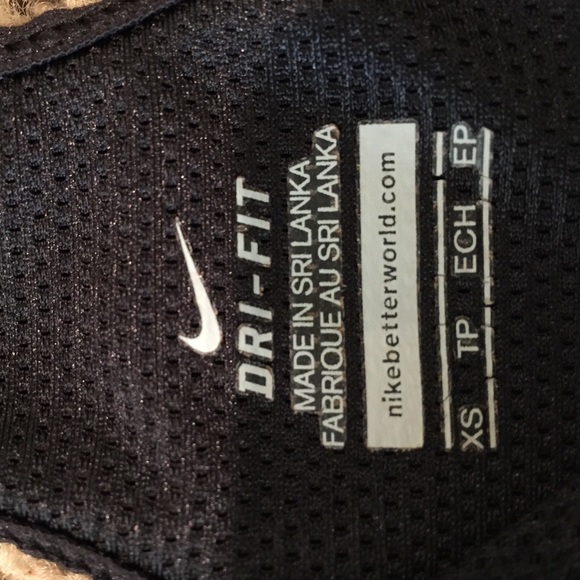 DRI-FIT
MADE IN SRI LANKA
FABRIQUE AU SRI LANKA
nikebetterworld.com
XS TP ECH EP